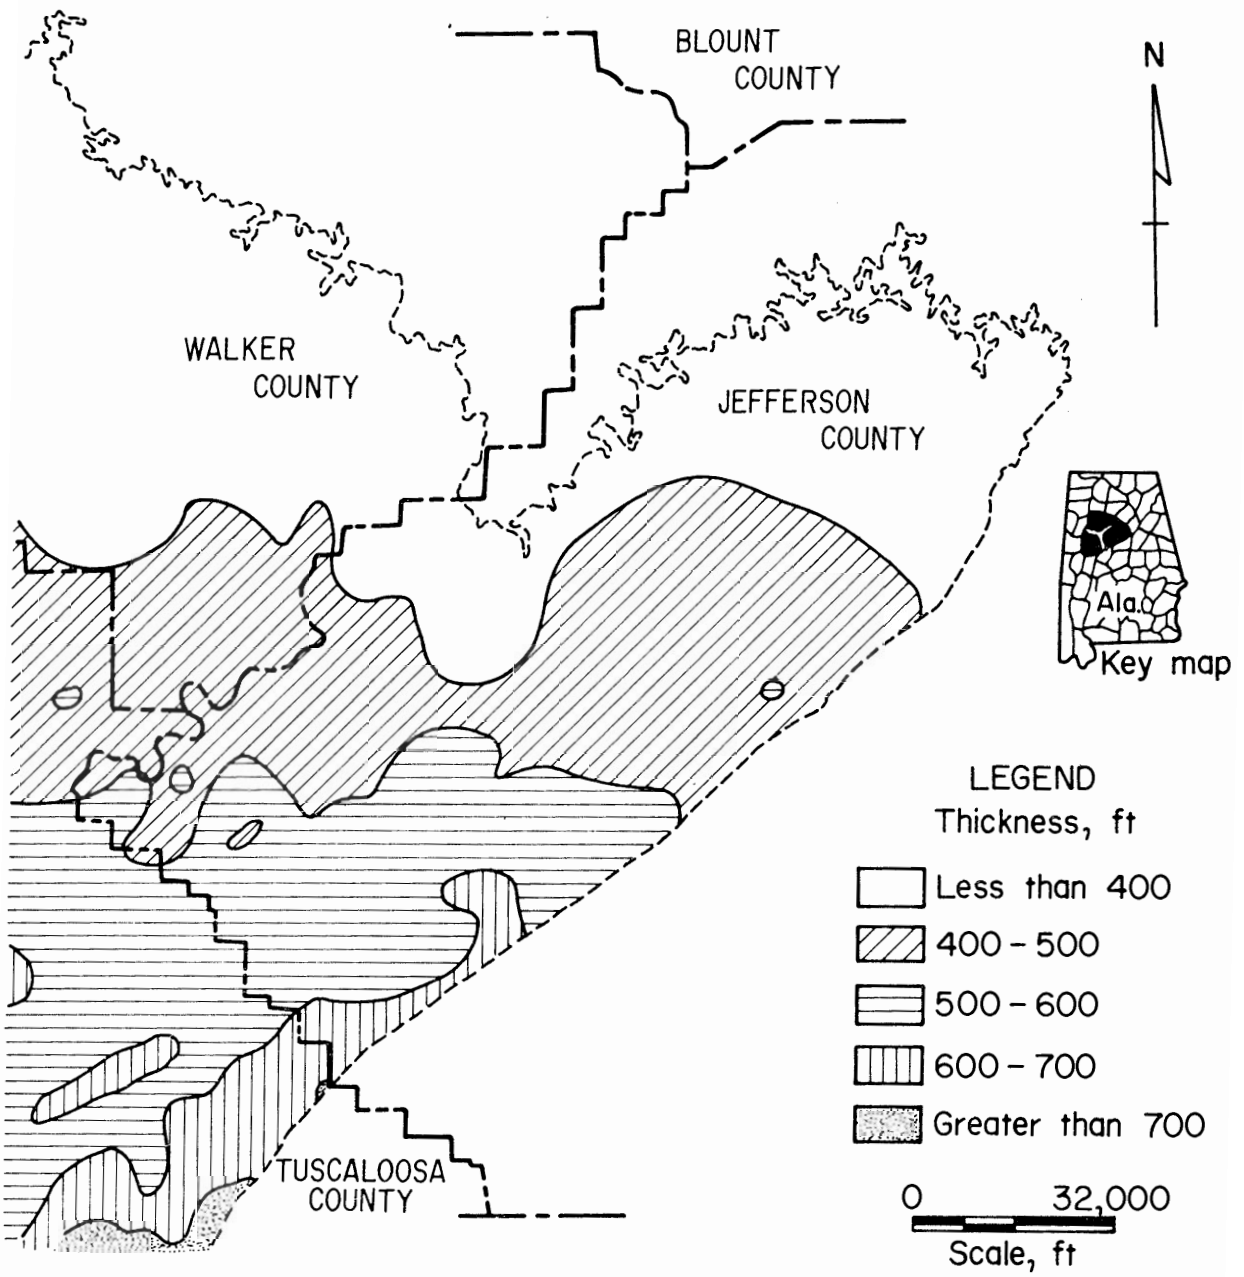 BLOUNT
COUNTY
N
WALKER
COUNTY
JEFFERSON
COUNTY
Ala.
Key map
LEGEND
Thickness, ft
Less than 400
400 - 500
500 - 600
600 - 700
Greater than 700
TUSCALOOSA
COUNTY
0 32,000
Scale, ft